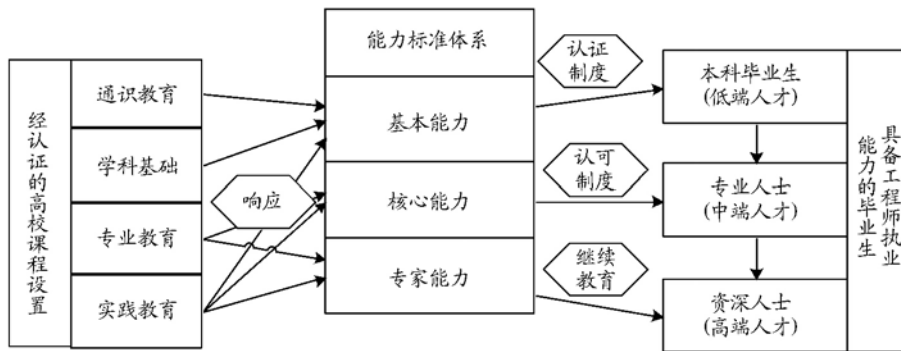 经认证的高校课程设置
通识教育
学科基础
专业教育
实践教育
响应
能力标准体系
基本能力
核心能力
专家能力
认证
制度
认可
制度
继续
教育
本科毕业生
(低端人才)
专业人士
(中端人才)
资深人士
(高端人才)
具备工程师执业
能力的毕业生